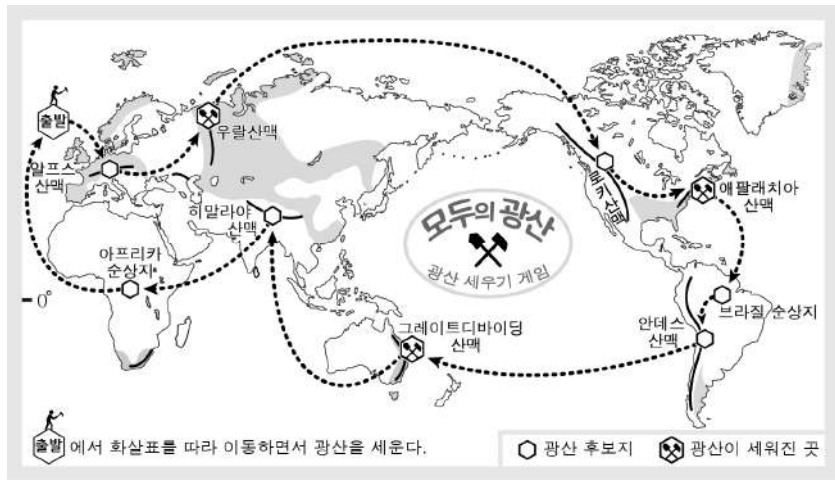 출발
우랄산맥
알프스
산맥
로키산맥
애팔래치아
산맥
히말라야
산맥
모두의 광산
광산 세우기 게임
아프리카
순상지
0°
브라질 순상지
안데스
산맥
그레이트디바이딩
산맥
출발 에서 화살표를 따라 이동하면서 광산을 세운다.
광산 후보지 광산이 세워진 곳